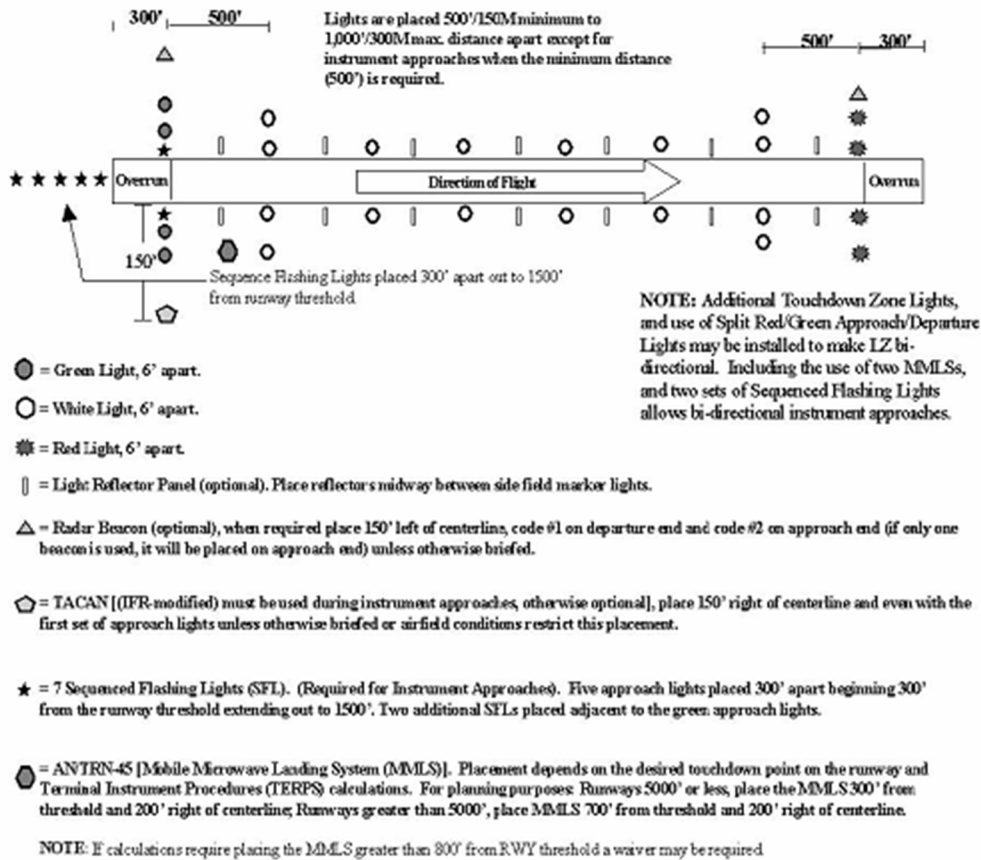 300'
500'
Lights are placed 500'/150M minimum to
1,000'/300M max. distance apart except for
instrument approaches when the minimum distance
(500') is required.
500'
300'
Overrun
Direction of Flight
Overrun
150'
Sequence Flashing Lights placed 300' apart out to 1500'
from runway threshold.
NOTE: Additional Touchdown Zone Lights,
and use of Split Red/Green Approach/Departure
Lights may be installed to make LZ bi-
directional. Including the use of two MMLSs,
and two sets of Sequenced Flashing Lights
allows bi-directional instrument approaches.
= Green Light, 6' apart.
= White Light, 6' apart.
= Red Light, 6' apart.
= Light Reflector Panel (optional). Place reflectors midway between side field marker lights.
= Radar Beacon (optional), when required place 150' left of centerline, code #1 on departure end and code #2 on approach end (if only one
beacon is used, it will be placed on approach end) unless otherwise briefed.
= TACAN [(IFR-modified) must be used during instrument approaches, otherwise optional], place 150' right of centerline and even with the
first set of approach lights unless otherwise briefed or airfield conditions restrict this placement.
= 7 Sequenced Flashing Lights (SFL). (Required for Instrument Approaches). Five approach lights placed 300' apart beginning 300'
from the runway threshold extending out to 1500'. Two additional SFLs placed adjacent to the green approach lights.
= AN/TRN-45 [Mobile Microwave Landing System (MMLS)]. Placement depends on the desired touchdown point on the runway and
Terminal Instrument Procedures (TERPS) calculations. For planning purposes: Runways 5000' or less, place the MMLS 300' from
threshold and 200' right of centerline; Runways greater than 5000', place MMLS 700' from threshold and 200' right of centerline.
NOTE: If calculations require placing the MMLS greater than 800' from RWY threshold a waiver may be required